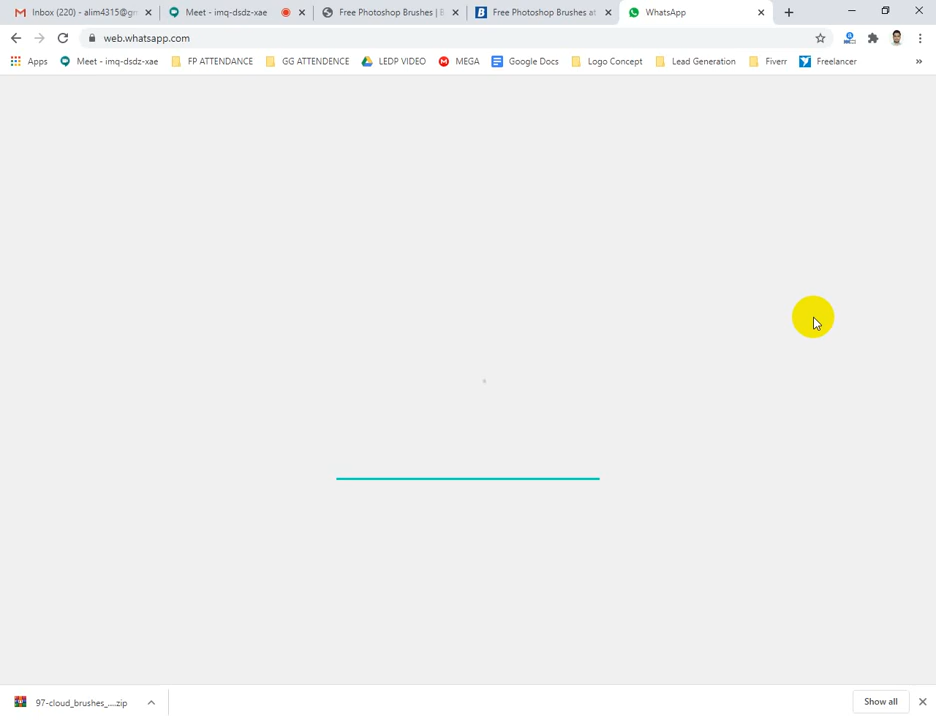 Inbox (220) - alim4315@gm
Meet - imq-dsdz-xae
Free Photoshop Brushes |
Free Photoshop Brushes at
WhatsApp
web.whatsapp.com
Apps
Meet - imq-dsdz-xae
FP ATTENDANCE
GG ATTENDENCE
LEDP VIDEO
MEGA
Google Docs
Logo Concept
Lead Generation
Fiverr
Freelancer
97-cloud_brushes_....zip
Show all